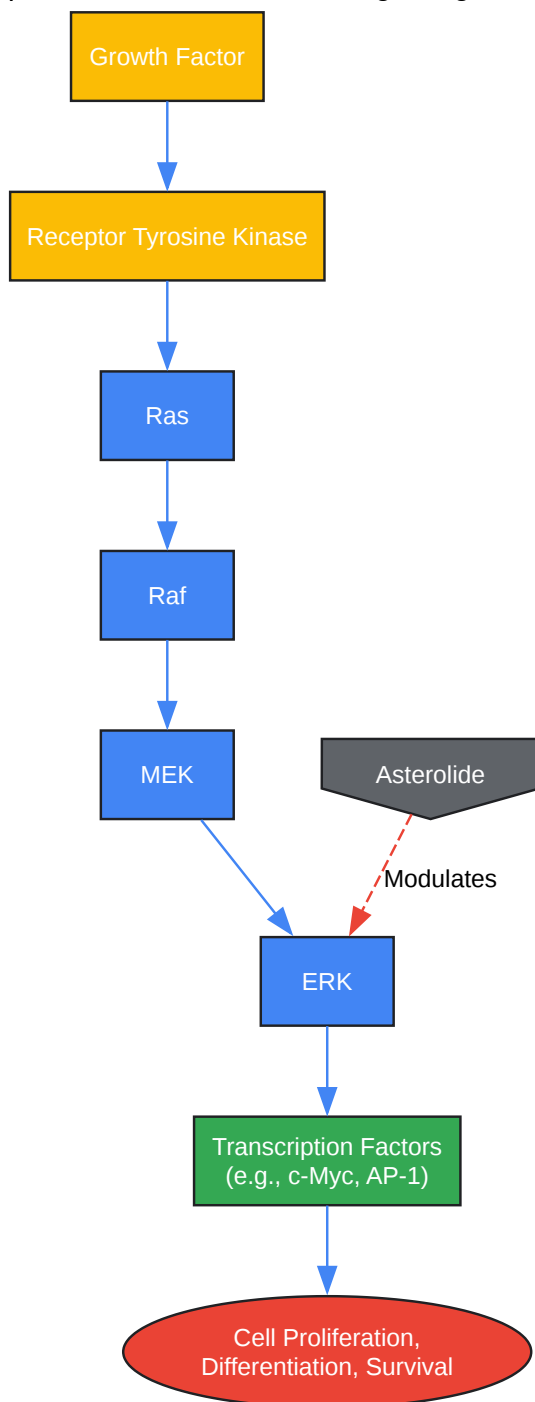 Growth Factor
Receptor Tyrosine Kinase
Ras
Raf
MEK
Asterolide
Modulates
ERK
Transcription Factors
(e.g., c-Myc, AP-1)
Cell Proliferation,
Differentiation, Survival